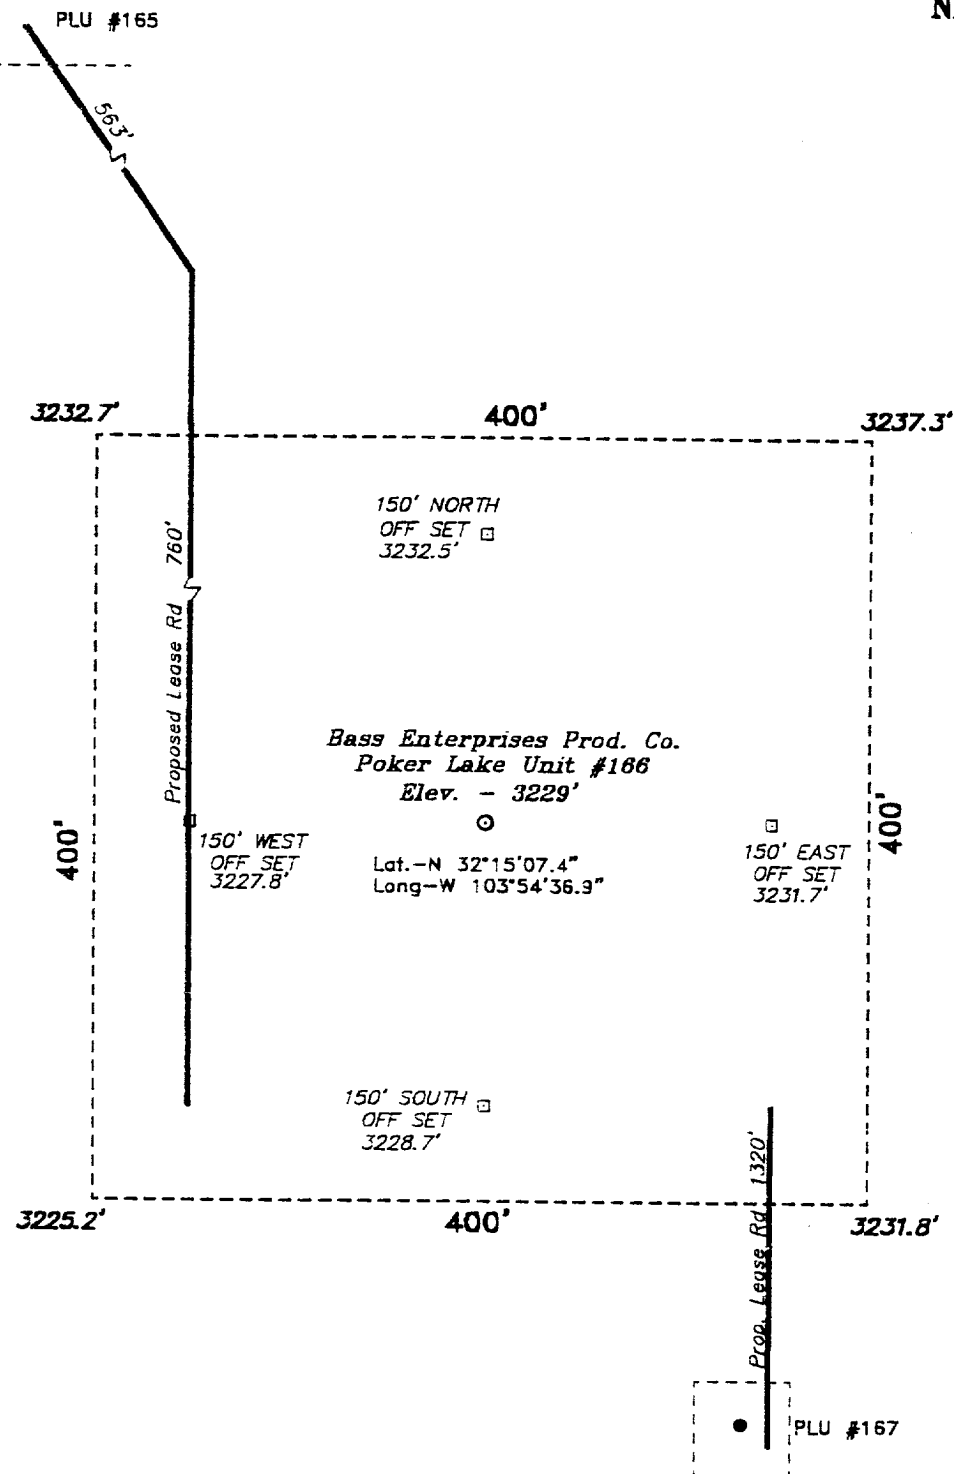 PLU #165
563'
3232.7'
400'
3237.3'
150' NORTH
OFF SET
3232.5'
760'
Proposed Lease Rd
Bass Enterprises Prod. Co.
Poker Lake Unit #166
Elev. - 3229'
400'
150' WEST
OFF SET
3227.8'
Lat.-N 32°15'07.4"
Long-W 103°54'36.9"
150' EAST
OFF SET
3231.7'
400'
150' SOUTH
OFF SET
3228.7'
3225.2'
400'
3231.8'
Prop. Lease Rd 1320'
PLU #167